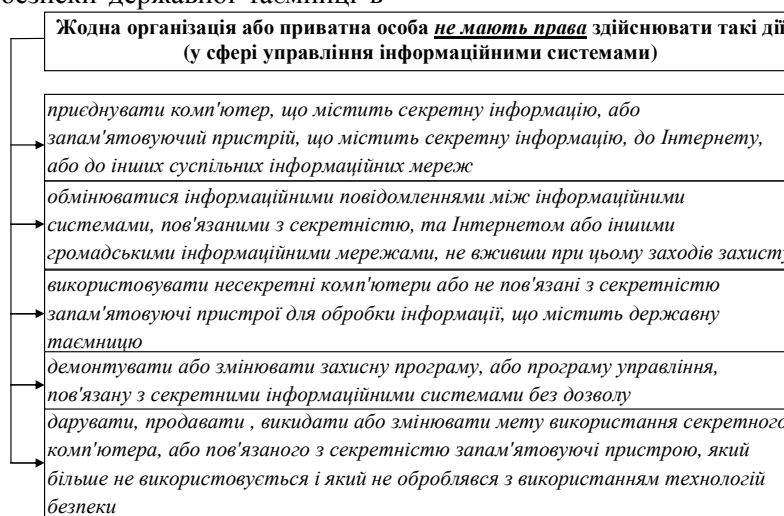 безпеки державної таємниці в
Жодна організація або приватна особа не мають права здійснювати такі дії
(у сфері управління інформаційними системами)
приєднувати комп'ютер, що містить секретну інформацію, або
запам'ятовуючий пристрій, що містить секретну інформацію, до Інтернету,
або до інших суспільних інформаційних мереж
обмінюватися інформаційними повідомленнями між інформаційними
системами, пов'язаними з секретністю, та Інтернетом або іншими
громадськими інформаційними мережами, не вживши при цьому заходів захисту
використовувати несекретні комп'ютери або не пов'язані з секретністю
запам'ятовуючі пристрої для обробки інформації, що містить державну
таємницю
демонтувати або змінювати захисну програму, або програму управління,
пов'язану з секретними інформаційними системами без дозволу
дарувати, продавати , викидати або змінювати мету використання секретного
комп'ютера, або пов'язаного з секретністю запам'ятовуючі пристрою, який
більше не використовується і який не оброблявся з використанням технологій
безпеки